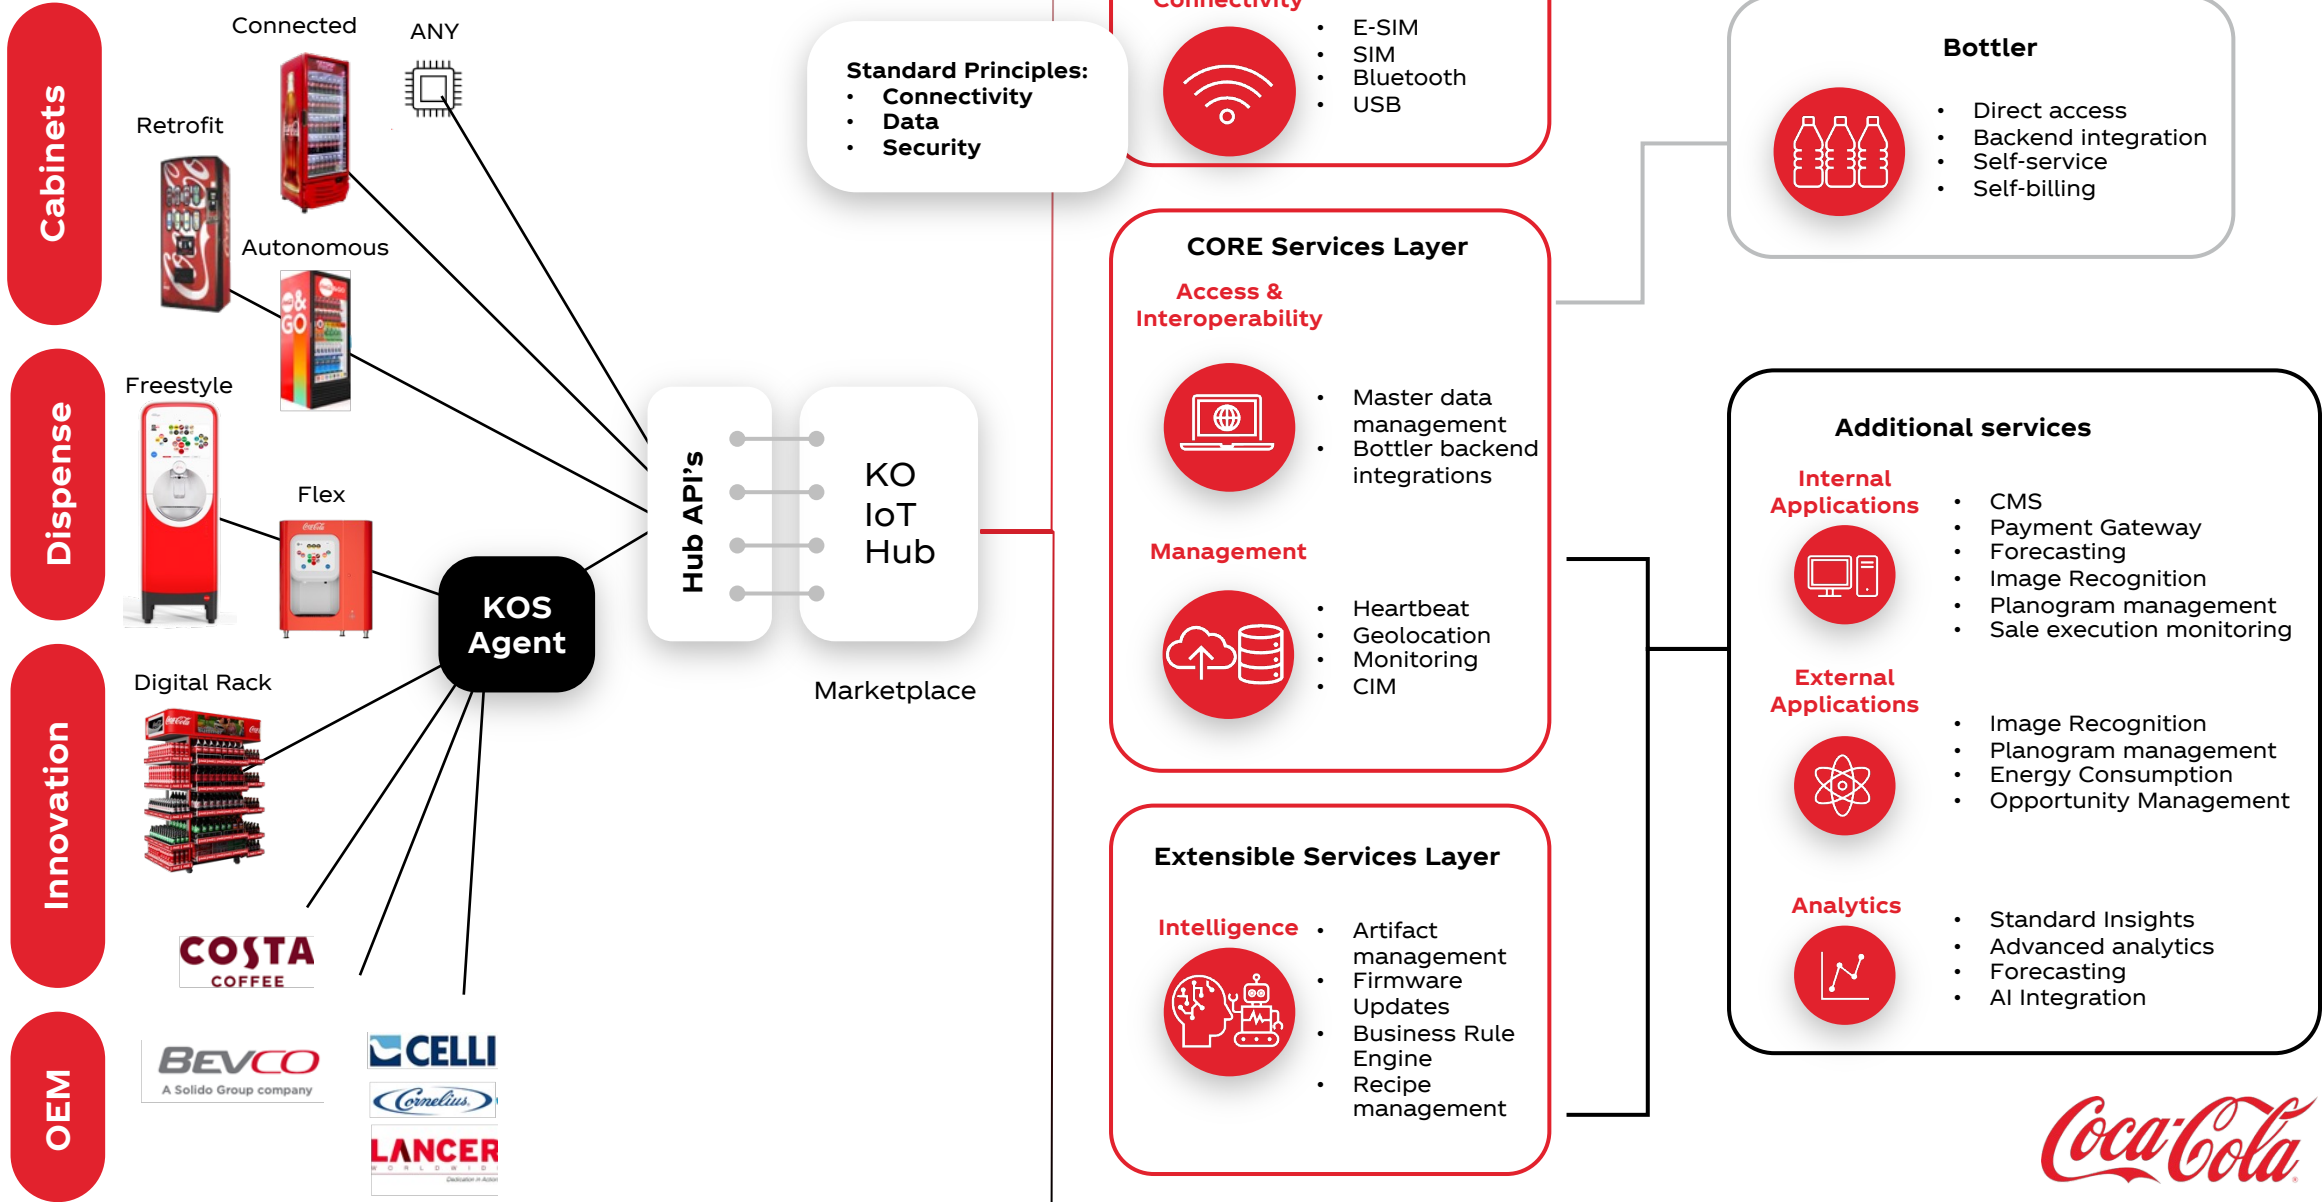 Cabinets
Connected
ANY
Retrofit
Autonomous
Dispense
Freestyle
Flex
KOS
Agent
Innovation
Digital Rack
COSTA
COFFEE
OEM
BEVCO
A Solido Group company
CELLI
Cornelius
LANCER
WORLDWID
Dedication in Action
Hub API's
KO
IoT
Hub
Marketplace
Standard Principles:
• Connectivity
• Data
• Security
Connectivity
• E-SIM
• SIM
• Bluetooth
• USB
CORE Services Layer
Access &
Interoperability
• Master data
management
• Bottler backend
integrations
Management
• Heartbeat
• Geolocation
• Monitoring
• CIM
Extensible Services Layer
Intelligence
• Artifact
management
• Firmware
Updates
• Business Rule
Engine
• Recipe
management
Bottler
• Direct access
• Backend integration
• Self-service
• Self-billing
Additional services
Internal
Applications
• CMS
• Payment Gateway
• Forecasting
• Image Recognition
• Planogram management
• Sale execution monitoring
External
Applications
• Image Recognition
• Planogram management
• Energy Consumption
• Opportunity Management
Analytics
• Standard Insights
• Advanced analytics
• Forecasting
• AI Integration
Coca-Cola